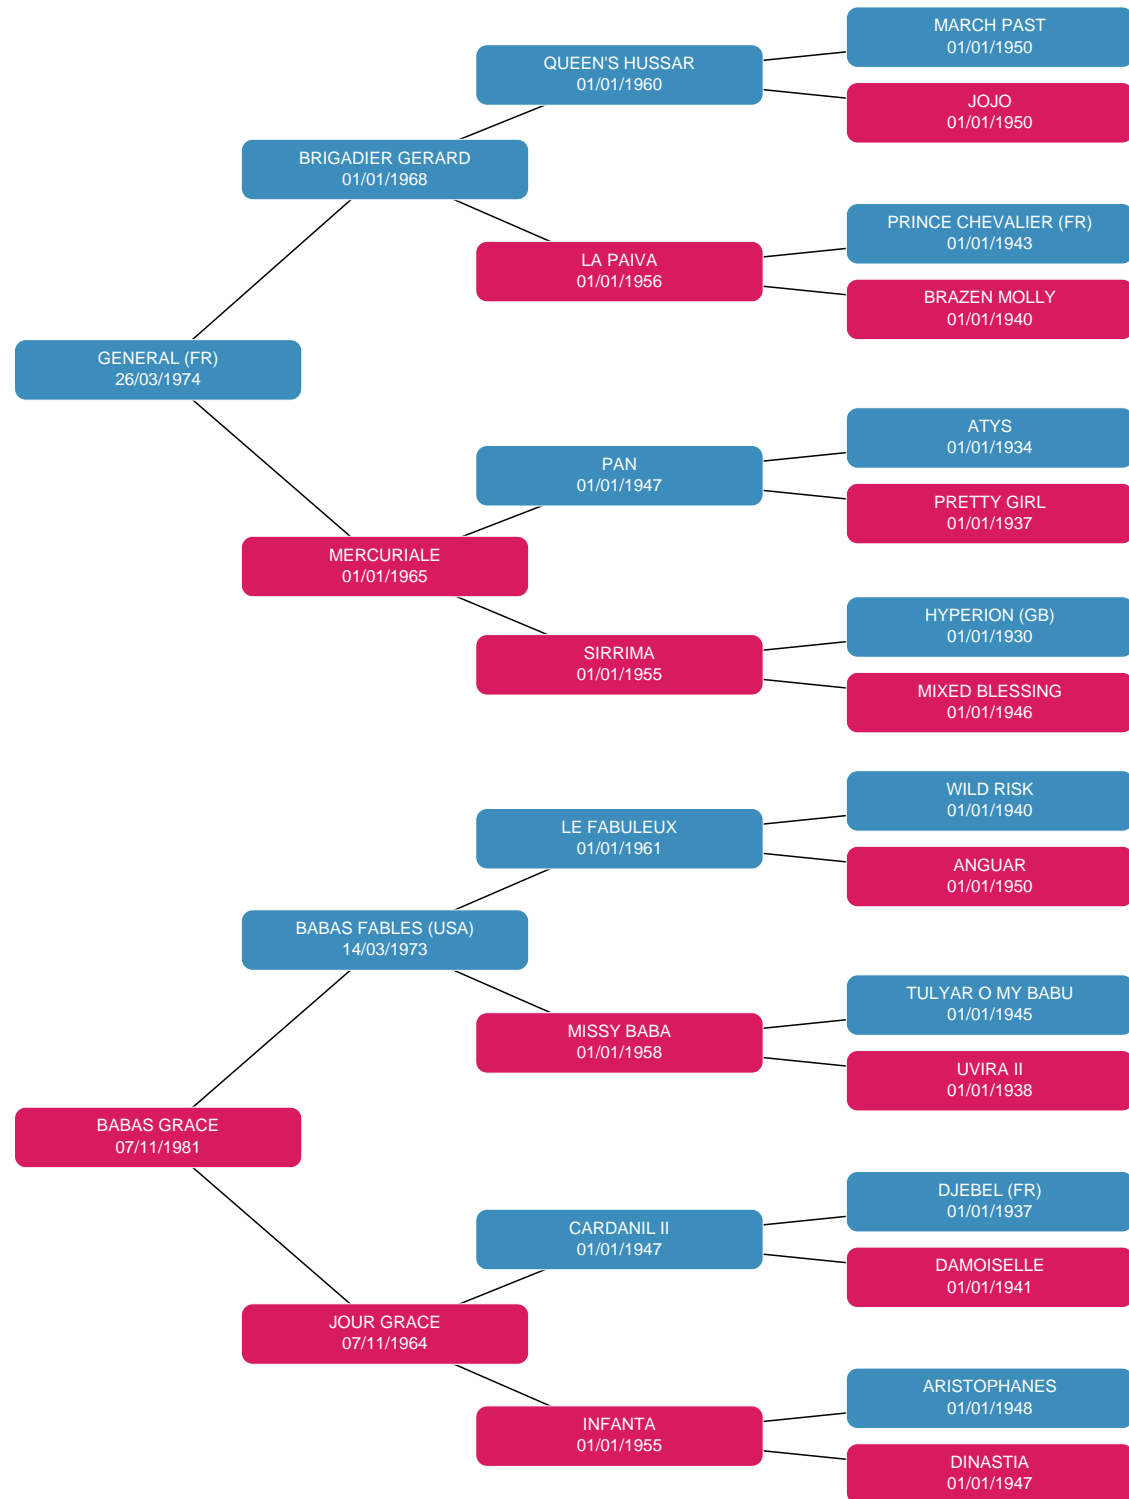 MARCH PAST
01/01/1950
QUEEN'S HUSSAR
01/01/1960
JOJO
01/01/1950
BRIGADIER GERARD
01/01/1968
PRINCE CHEVALIER (FR)
01/01/1943
LA PAIVA
01/01/1956
BRAZEN MOLLY
01/01/1940
GENERAL (FR)
26/03/1974
ATYS
01/01/1934
PAN
01/01/1947
PRETTY GIRL
01/01/1937
MERCURIALE
01/01/1965
HYPERION (GB)
01/01/1930
SIRRIMA
01/01/1955
MIXED BLESSING
01/01/1946
WILD RISK
01/01/1940
LE FABULEUX
01/01/1961
ANGUAR
01/01/1950
BABAS FABLES (USA)
14/03/1973
TULYAR O MY BABU
01/01/1945
MISSY BABA
01/01/1958
UVIRA II
01/01/1938
BABAS GRACE
07/11/1981
DJEBEL (FR)
01/01/1937
CARDANIL II
01/01/1947
DAMOISELLE
01/01/1941
JOUR GRACE
07/11/1964
ARISTOPHANES
01/01/1948
INFANTA
01/01/1955
DINASTIA
01/01/1947